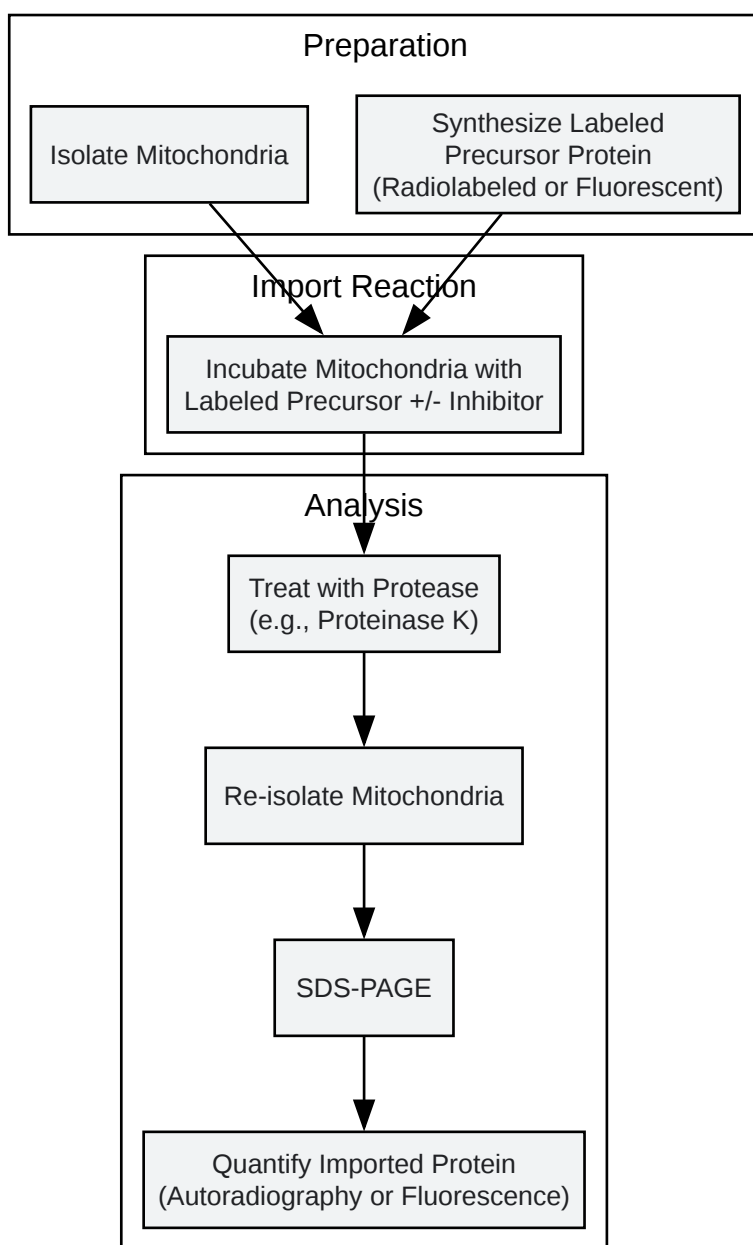 Preparation
Isolate Mitochondria
Synthesize Labeled
Precursor Protein
(Radiolabeled or Fluorescent)
Import Reaction
Incubate Mitochondria with
Labeled Precursor +/- Inhibitor
Analysis
Treat with Protease
(e.g., Proteinase K)
Re-isolate Mitochondria
SDS-PAGE
Quantify Imported Protein
(Autoradiography or Fluorescence)